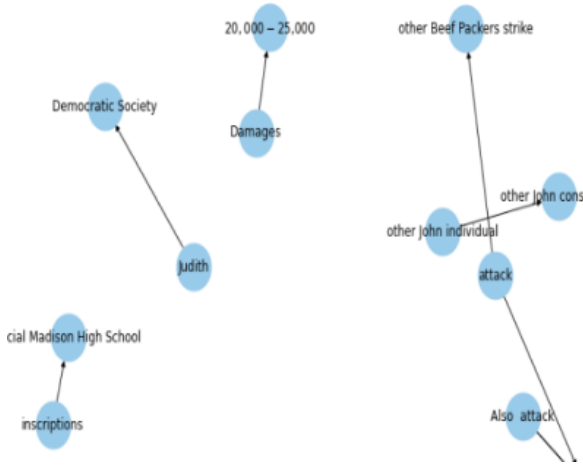 20, 000 – 25,000
other Beef Packers strike
Democratic Society
Damages
other John cons
other John individual
Judith
attack
cial Madison High School
Also attack
inscriptions